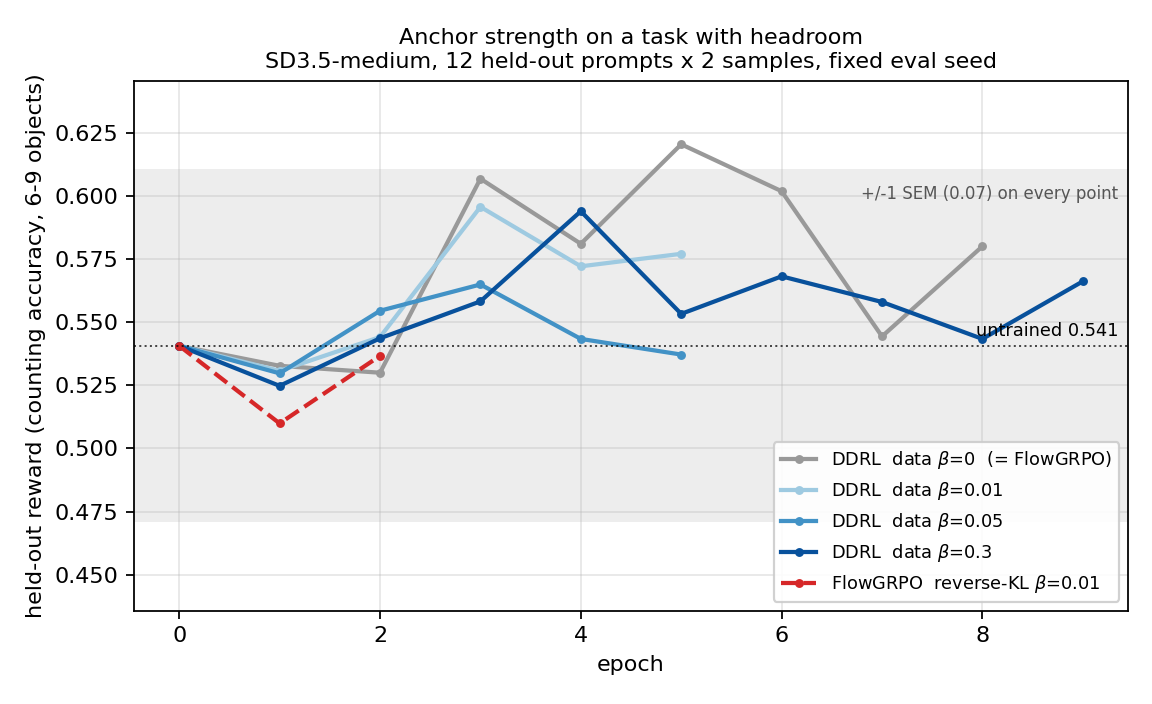 Anchor strength on a task with headroom
SD3.5-medium, 12 held-out prompts x 2 samples, fixed eval seed
held-out reward (counting accuracy, 6-9 objects)
0.625
0.600
0.575
0.550
0.525
0.500
0.475
0.450
+/-1 SEM (0.07) on every point
untrained 0.541
DDRL data β=0 (= FlowGRPO)
DDRL data β=0.01
DDRL data β=0.05
DDRL data β=0.3
FlowGRPO reverse-KL β=0.01
0 2 4 6 8
epoch